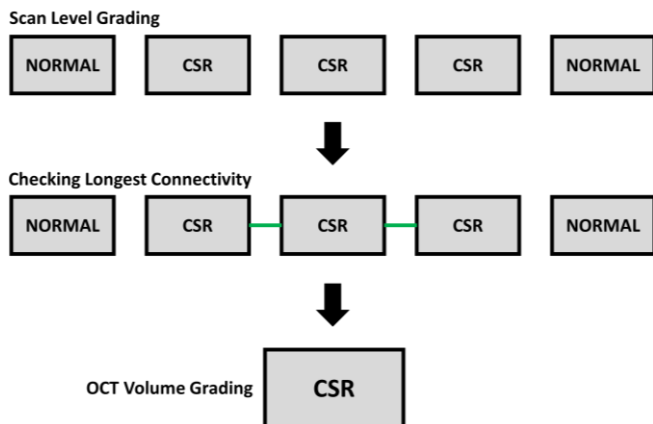 Scan Level Grading
NORMAL CSR CSR CSR NORMAL
Checking Longest Connectivity
NORMAL CSR CSR CSR NORMAL
OCT Volume Grading CSR